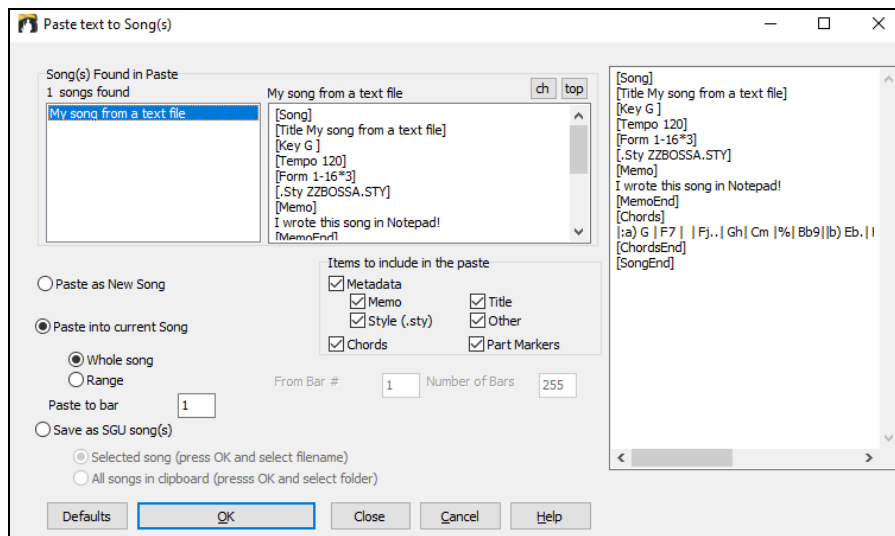 Paste text to Song(s)
Song(s) Found in Paste
1 songs found
My song from a text file
My song from a text file
ch top
[Song]
[Title My song from a text file]
[Key G ]
[Tempo 120]
[Form 1-16*3]
[.Sty ZZBOSSA.STY]
[Memo]
I wrote this song in Notepad!
[MemoEnd]
[Song]
[Title My song from a text file]
[Key G ]
[Tempo 120]
[Form 1-16*3]
[.Sty ZZBOSSA.STY]
[Memo]
I wrote this song in Notepad!
[MemoEnd]
[Chords]
|:a) G | F7 | | Fj..| Gh| Cm |%| Bb9||b) Eb.|
[ChordsEnd]
[SongEnd]
Paste as New Song
Paste into current Song
Whole song
Range
Paste to bar 1
Items to include in the paste
Metadata
Memo Title
Style (.sty) Other
Chords Part Markers
From Bar # 1 Number of Bars 255
Save as SGU song(s)
Selected song (press OK and select filename)
All songs in clipboard (presss OK and select folder)
Defaults OK Close Cancel Help